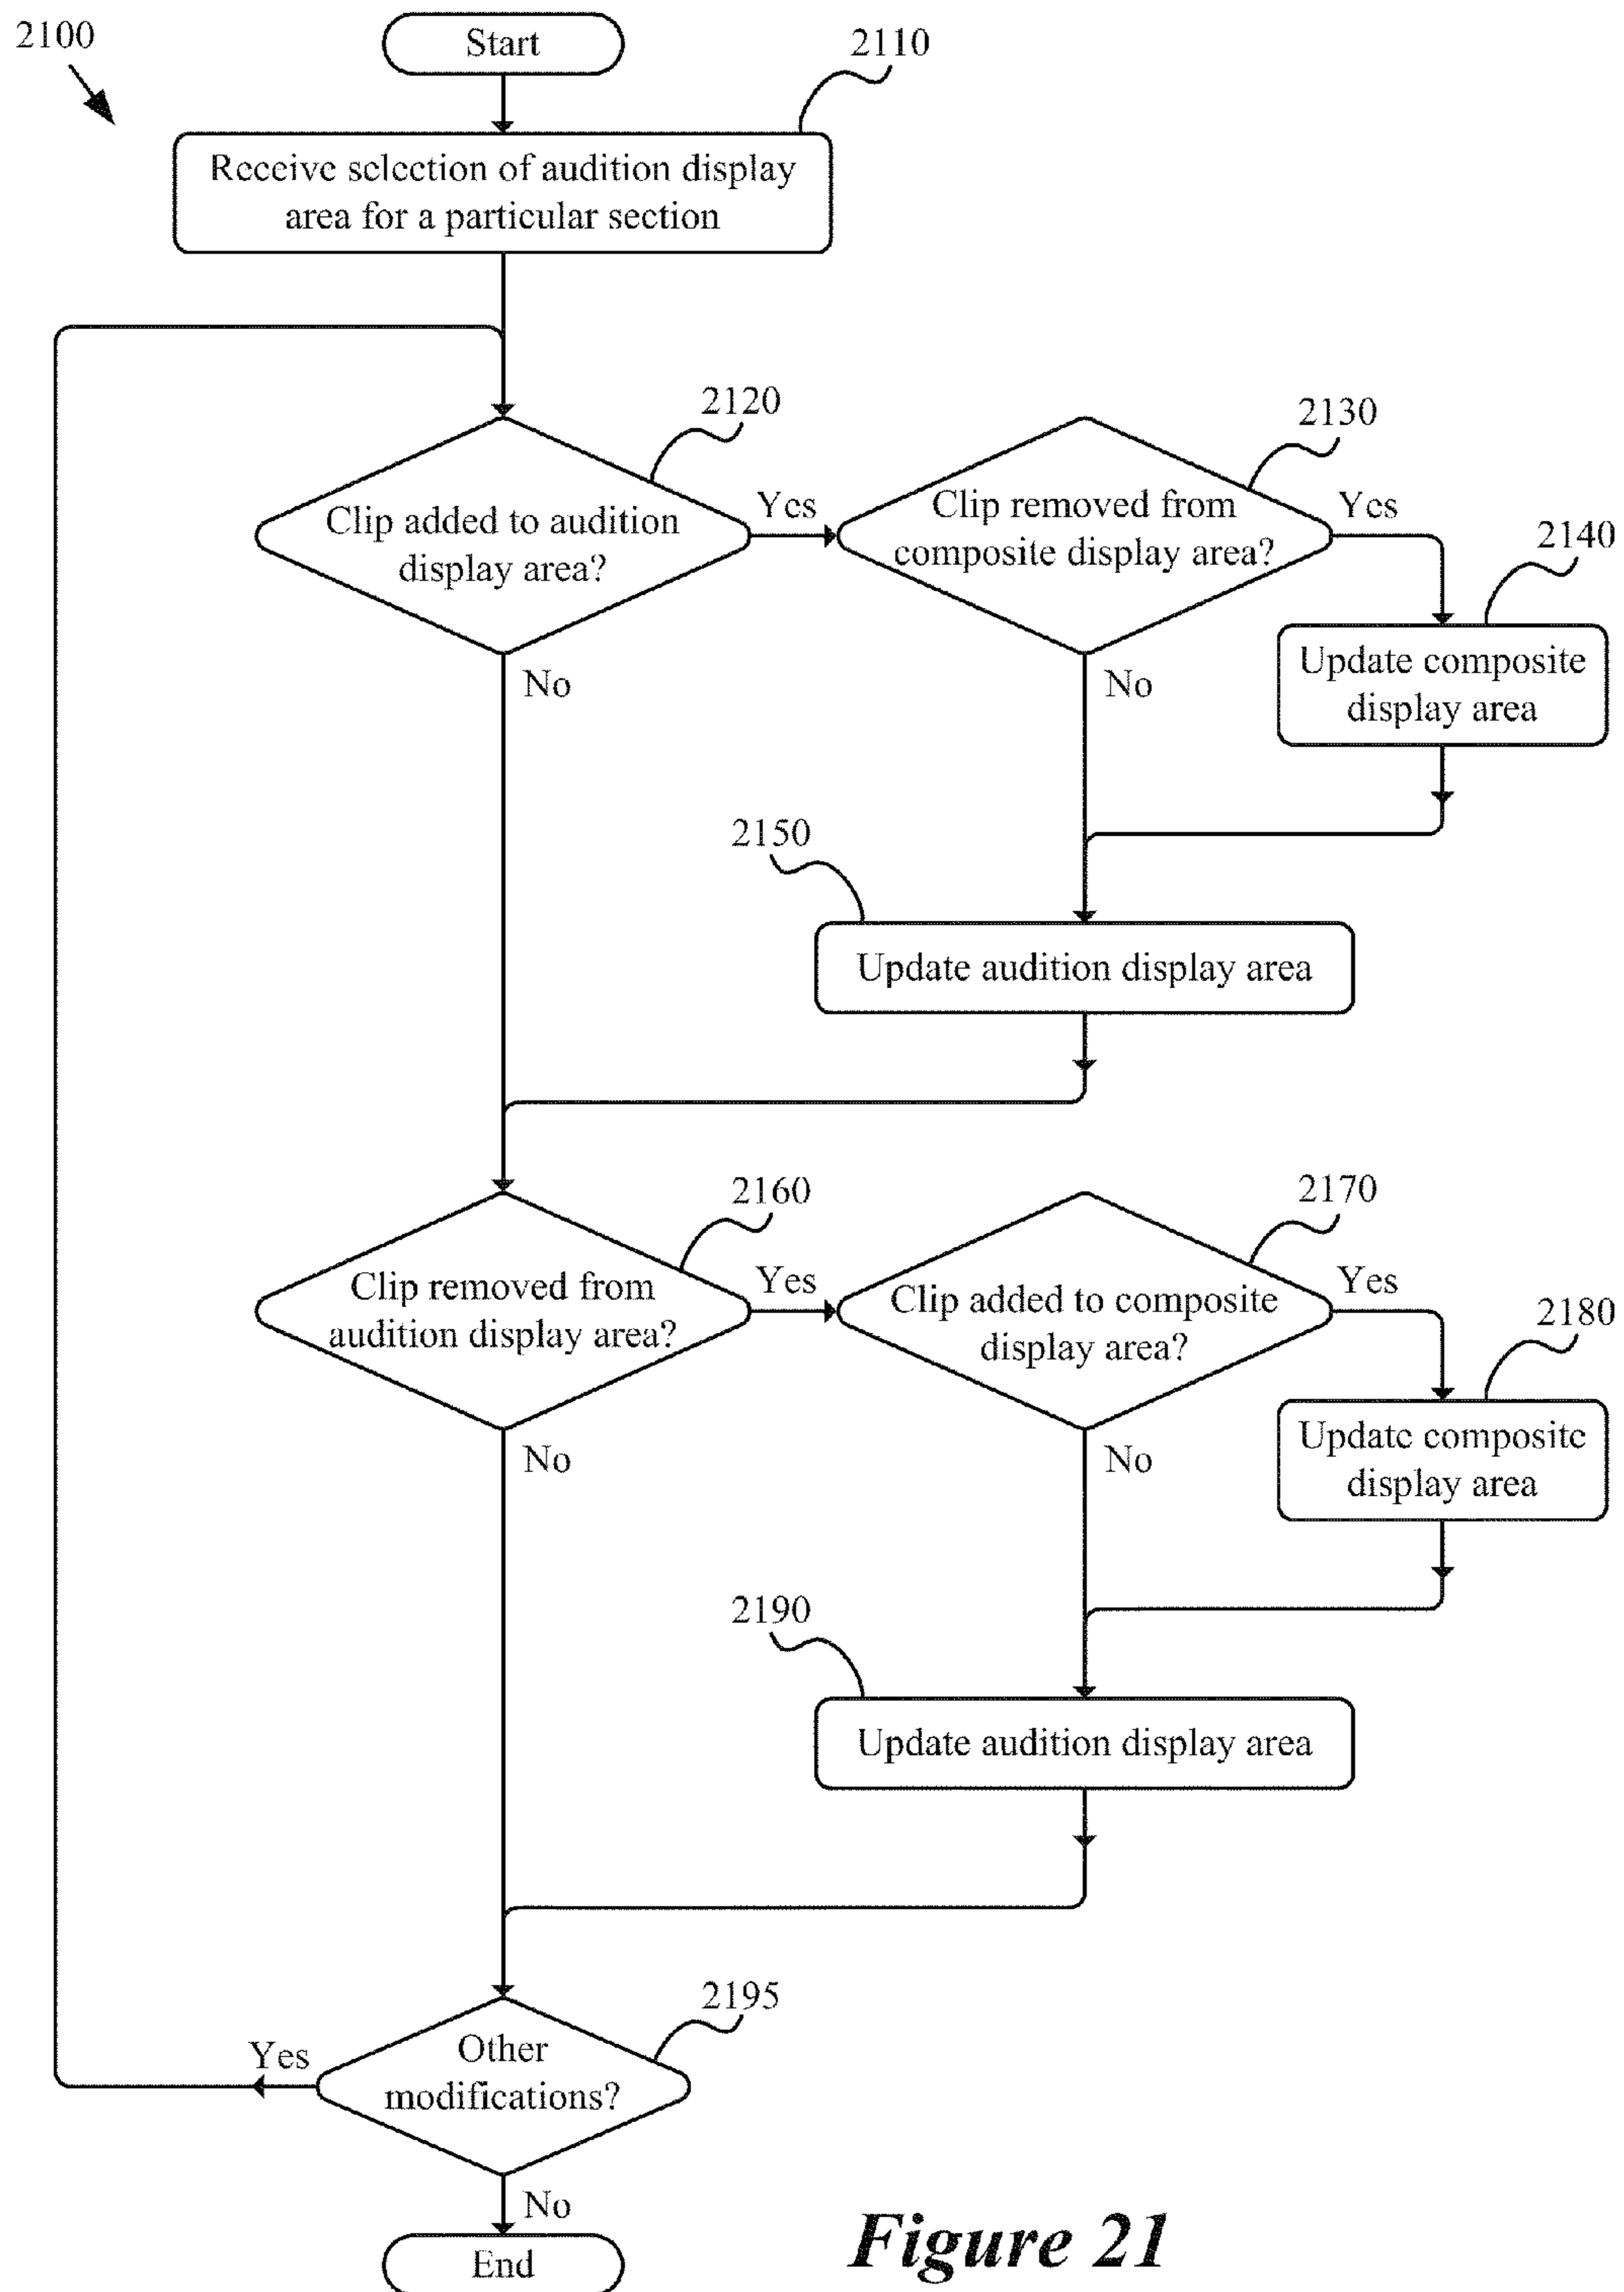 2100
Start
2110
Receive selection of audition display
area for a particular section
2120
Clip added to audition
display area?
Yes
No
2130
Clip removed from
composite display area?
Yes
No
2140
Update composite
display area
2150
Update audition display area
2160
Clip removed from
audition display area?
Yes
No
2170
Clip added to composite
display area?
Yes
No
2180
Update composite
display area
2190
Update audition display area
2195
Other
modifications?
Yes
No
End
Figure 21